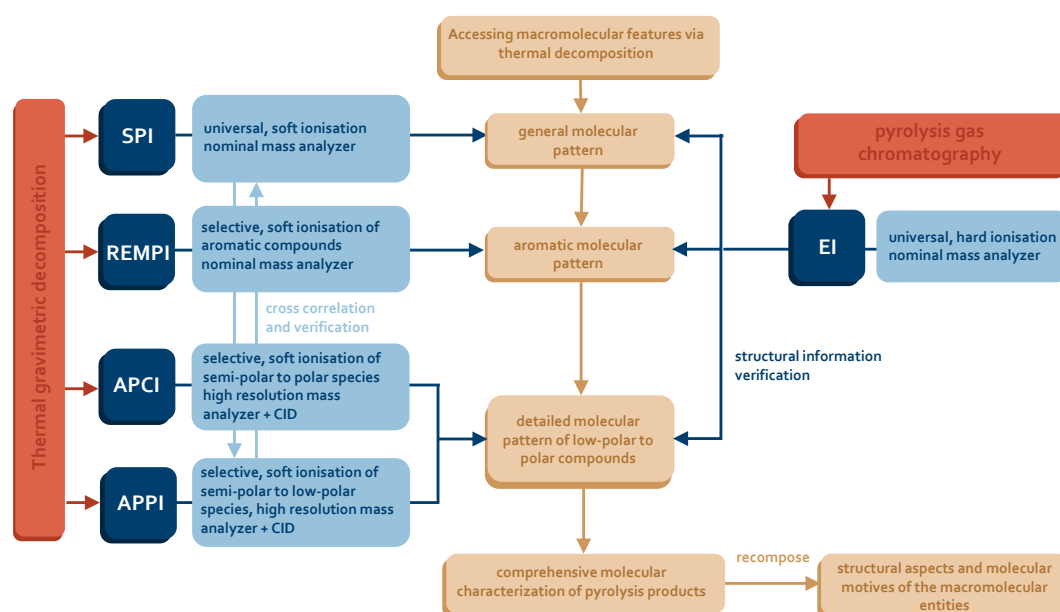 Accessing macromolecular features via
thermal decomposition
Thermal gravimetric decomposition
SPI
universal, soft ionisation
nominal mass analyzer
general molecular
pattern
pyrolysis gas
chromatography
REMPI
selective, soft ionisation of
aromatic compounds
nominal mass analyzer
aromatic molecular
pattern
EI
universal, hard ionisation
nominal mass analyzer
cross correlation
and verification
structural information
verification
APCI
selective, soft ionisation of
semi-polar to polar species
high resolution mass
analyzer + CID
detailed molecular
pattern of low-polar to
polar compounds
APPI
selective, soft ionisation of
semi-polar to low-polar
species, high resolution mass
analyzer + CID
comprehensive molecular
characterization of pyrolysis products
recompose
structural aspects and molecular
motives of the macromolecular
entities